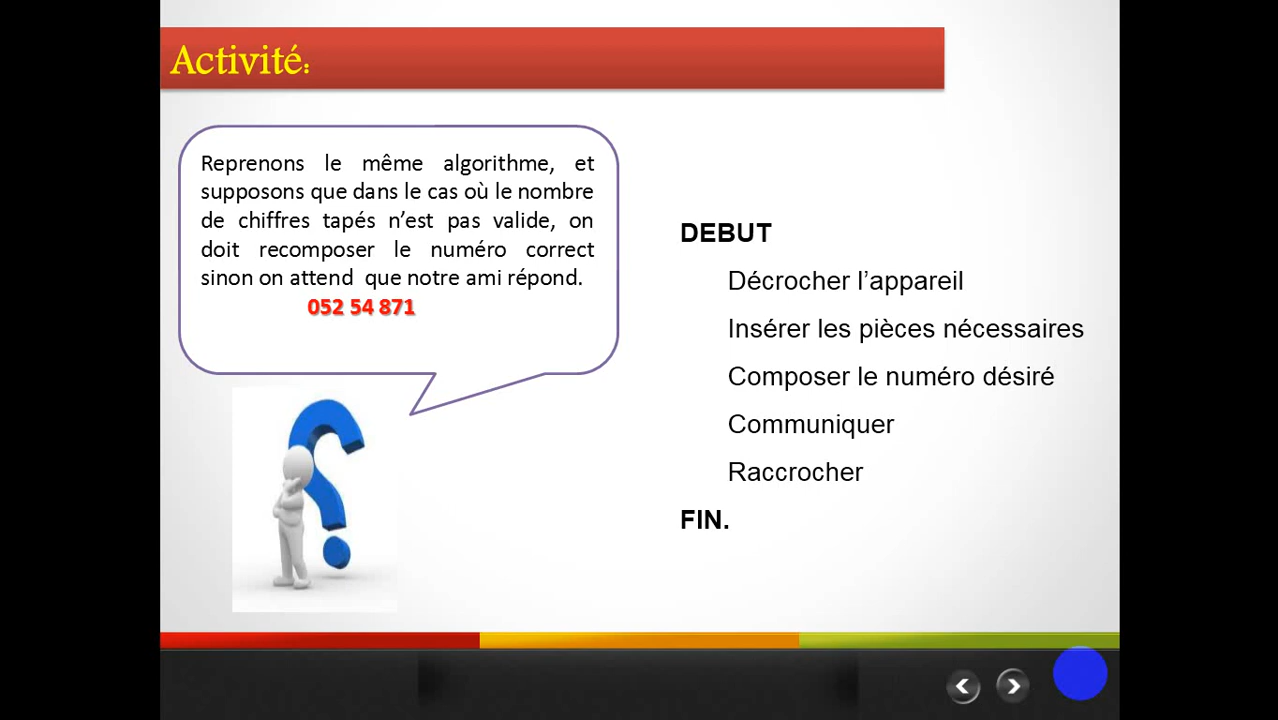 Activité:
Reprenons le même algorithme, et
supposons que dans le cas où le nombre
de chiffres tapés n’est pas valide, on
doit recomposer le numéro correct
sinon on attend que notre ami répond.
052 54 871
DEBUT
Décrocher l’appareil
Insérer les pièces nécessaires
Composer le numéro désiré
Communiquer
Raccrocher
FIN.